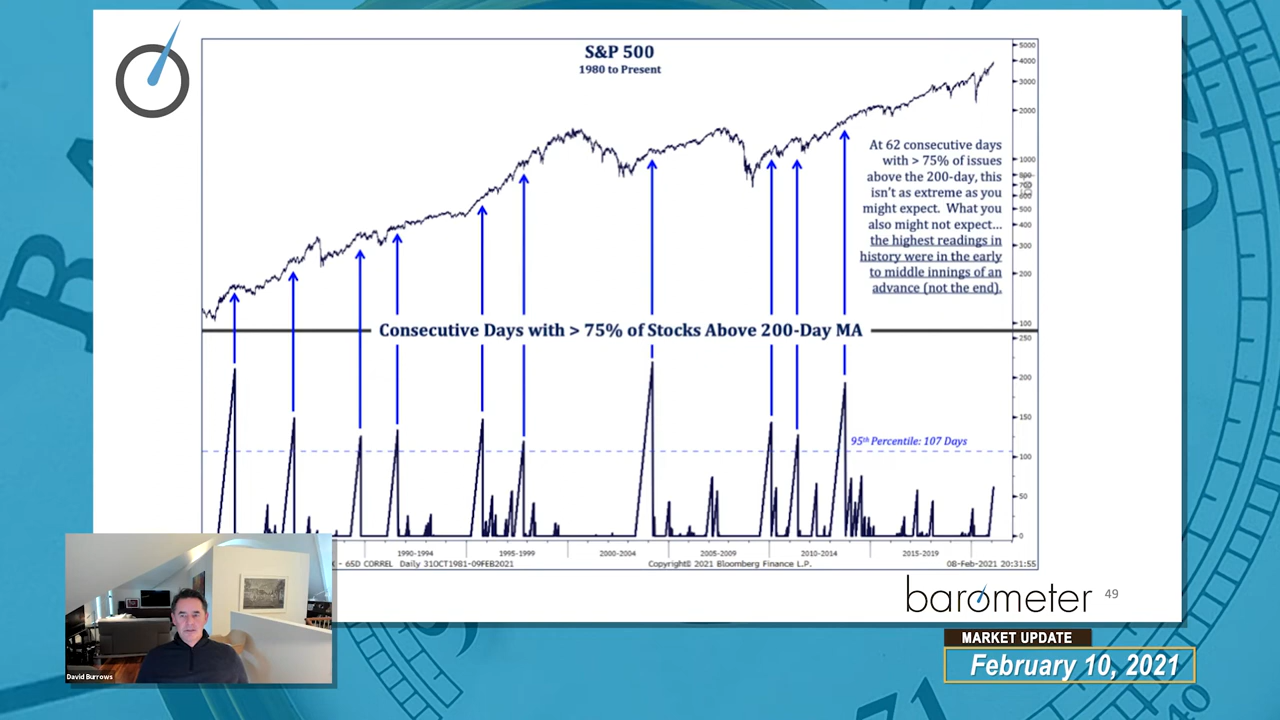 S&P 500
1980 to Present
5000
4000
3000
2000
1000
800
700
500
400
300
200
100
At 62 consecutive days
with > 75% of issues
above the 200-day, this
isn't as extreme as you
might expect. What you
also might not expect...
the highest readings in
history were in the early
to middle innings of an
advance (not the end).
Consecutive Days with > 75% of Stocks Above 200-Day MA
250
200
150
100
50
0
95th Percentile: 107 Days
1990-1994 1995-1999 2000-2004 2005-2009 2010-2014 2015-2019
- 65D CORREL Daily 31OCT1981-09FEB2021 Copyright© 2021 Bloomberg Finance L.P. 08-Feb-2021 20:31:55
barometer 49
MARKET UPDATE
February 10, 2021
David Burrows
40